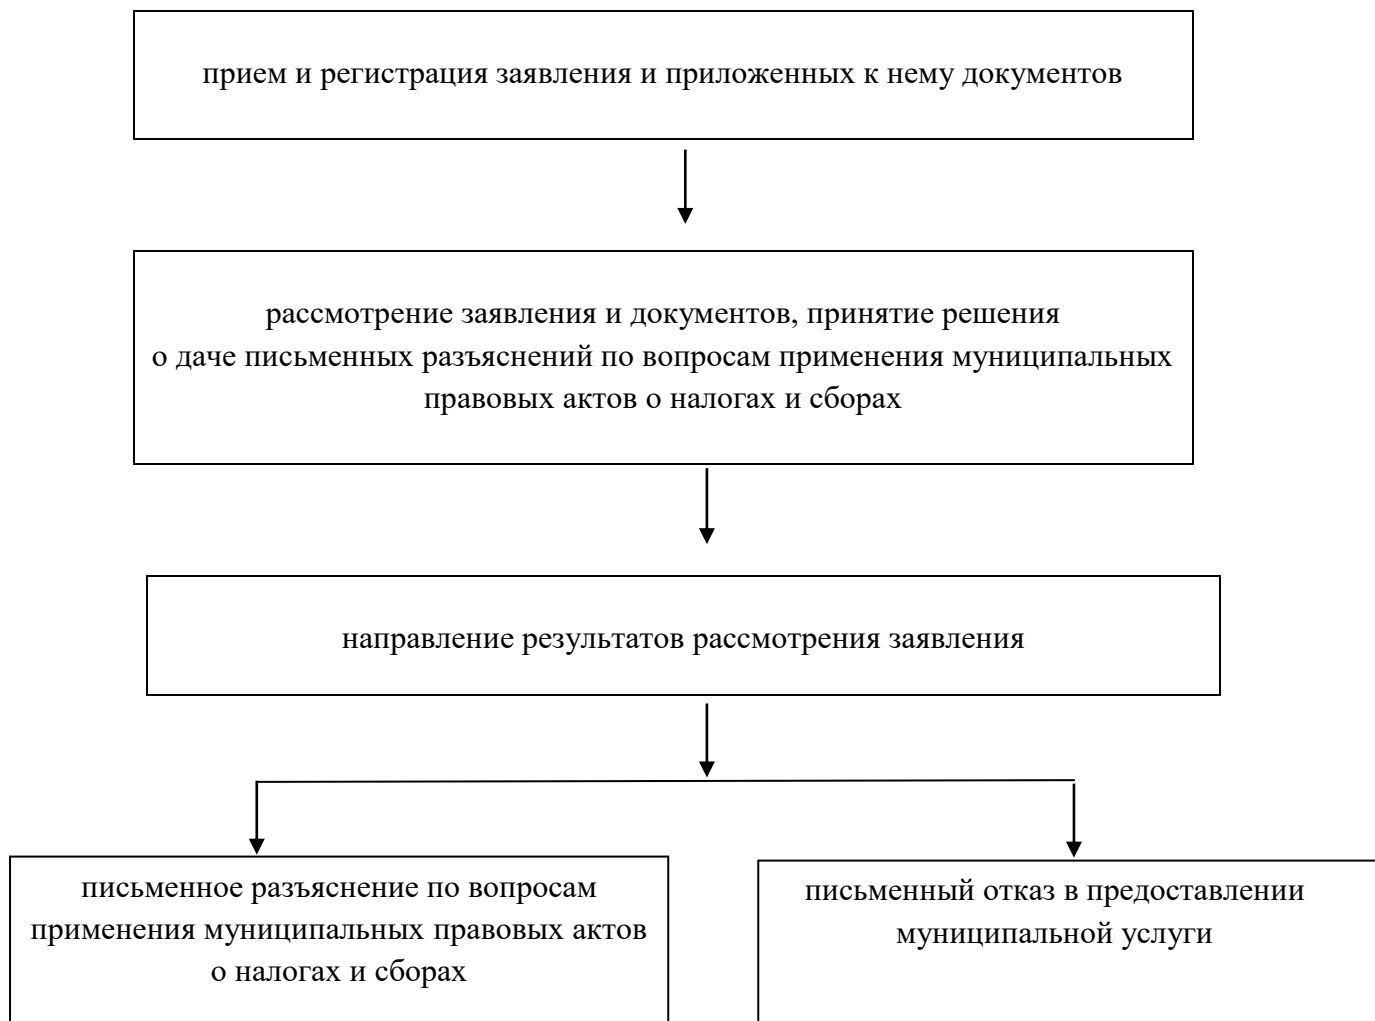 прием и регистрация заявления и приложенных к нему документов
рассмотрение заявления и документов, принятие решения
о даче письменных разъяснений по вопросам применения муниципальных
правовых актов о налогах и сборах
направление результатов рассмотрения заявления
письменное разъяснение по вопросам
применения муниципальных правовых актов
о налогах и сборах
письменный отказ в предоставлении
муниципальной услуги